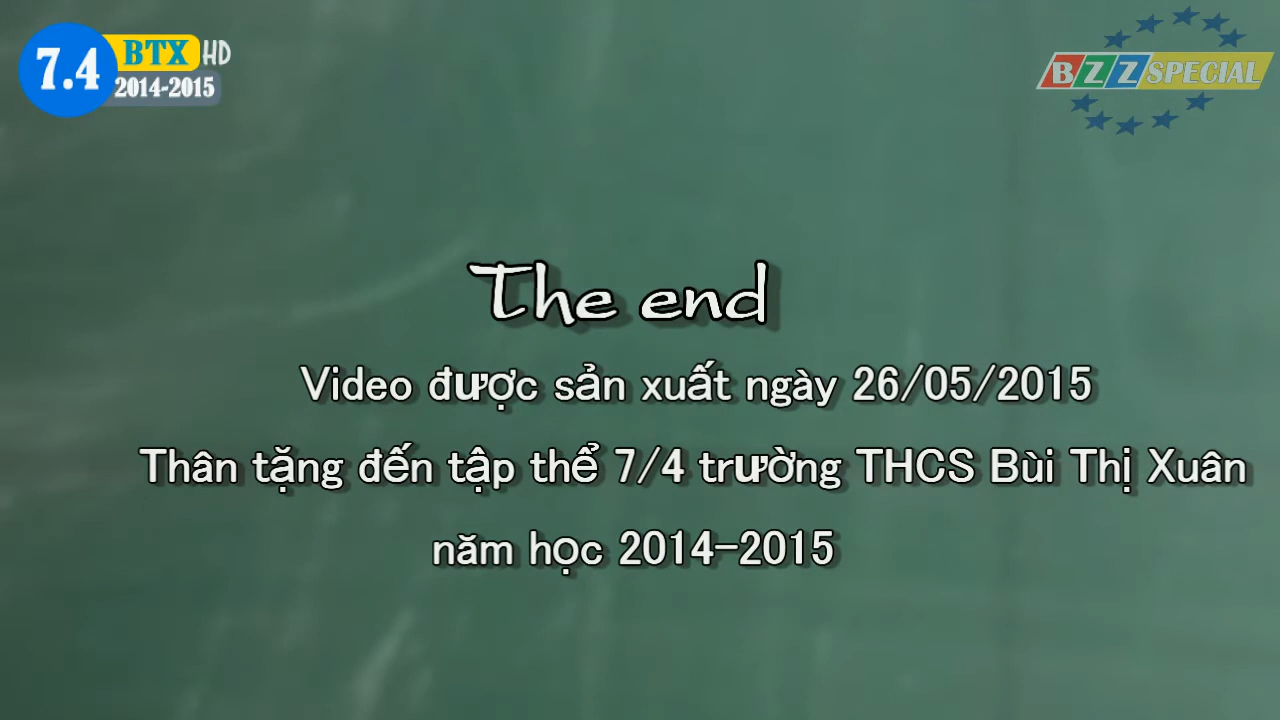 7.4
BTX HD
2014-2015
BZZ SPECIAL
The end
Video được sản xuất ngày 26/05/2015
Thân tặng đến tập thể 7/4 trường THCS Bùi Thị Xuân
năm học 2014-2015